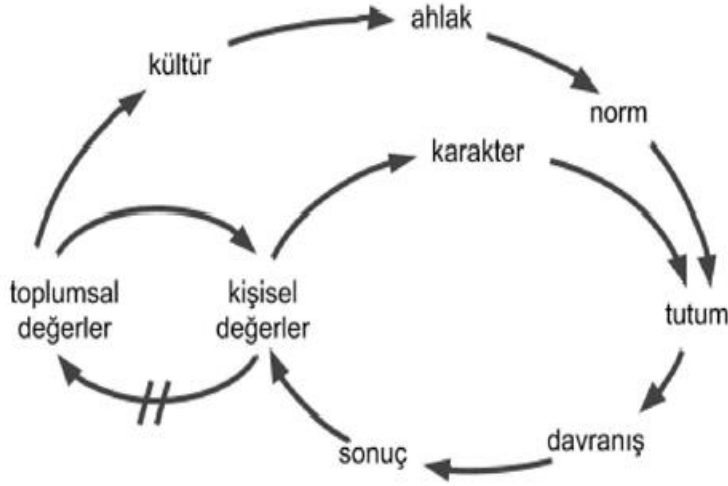 ahlak
kültür
norm
karakter
toplumsal
değerler
kişisel
değerler
tutum
davranış
sonuç